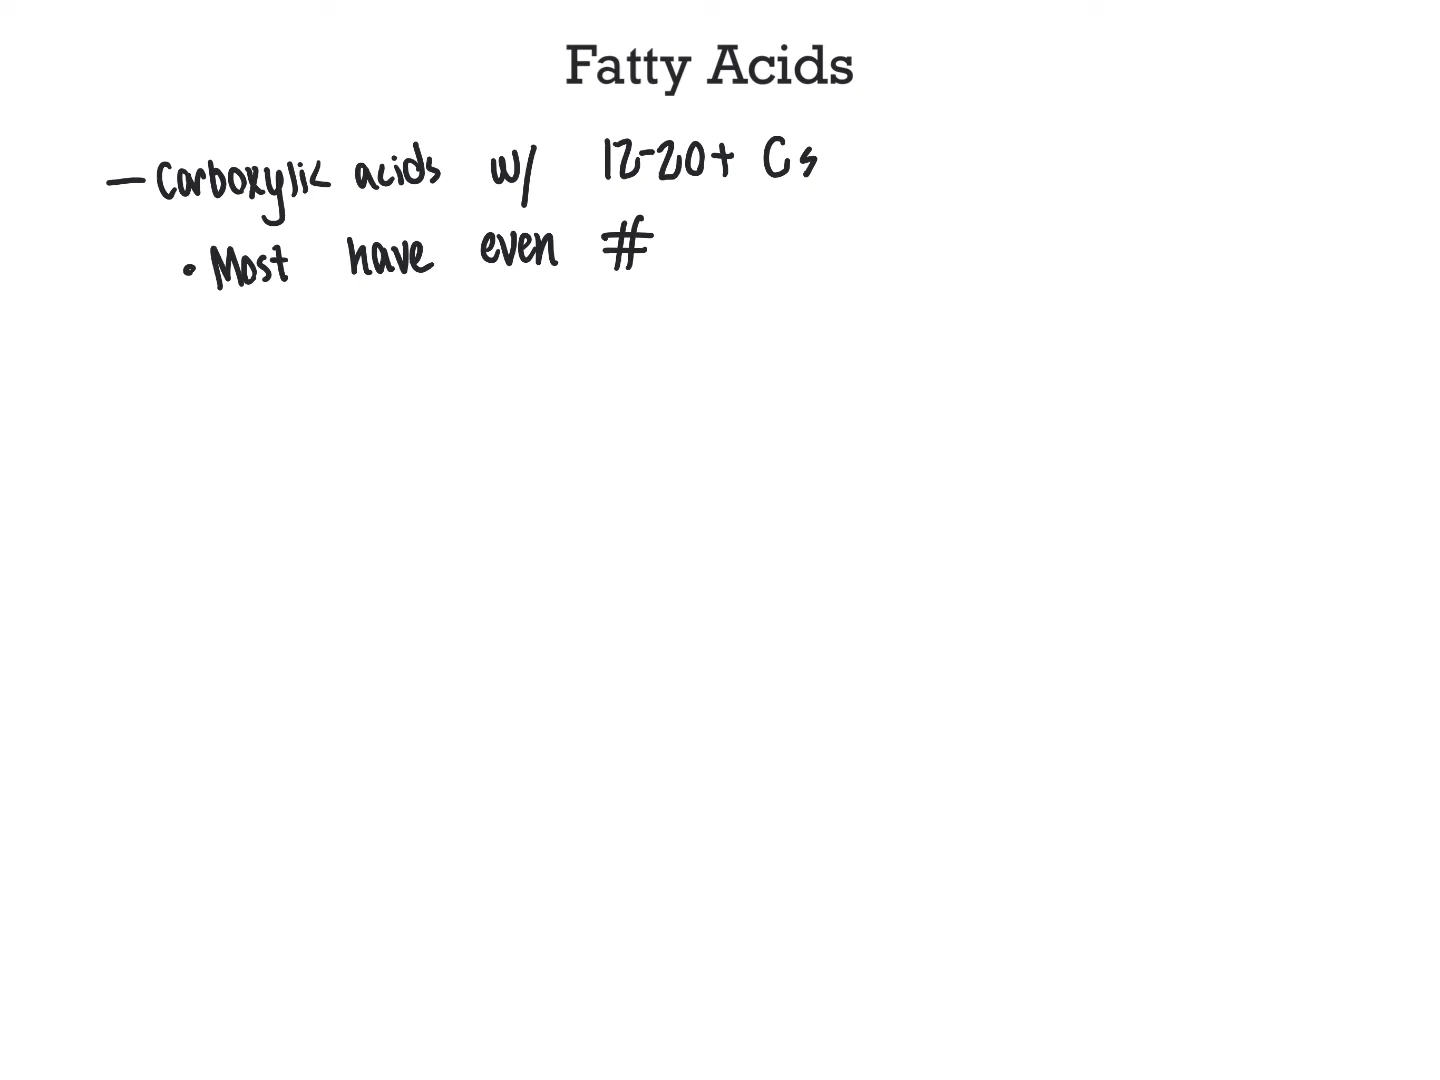 Fatty Acids
— Carboxylic acids w/ 12-20+ Cs
• Most have even #